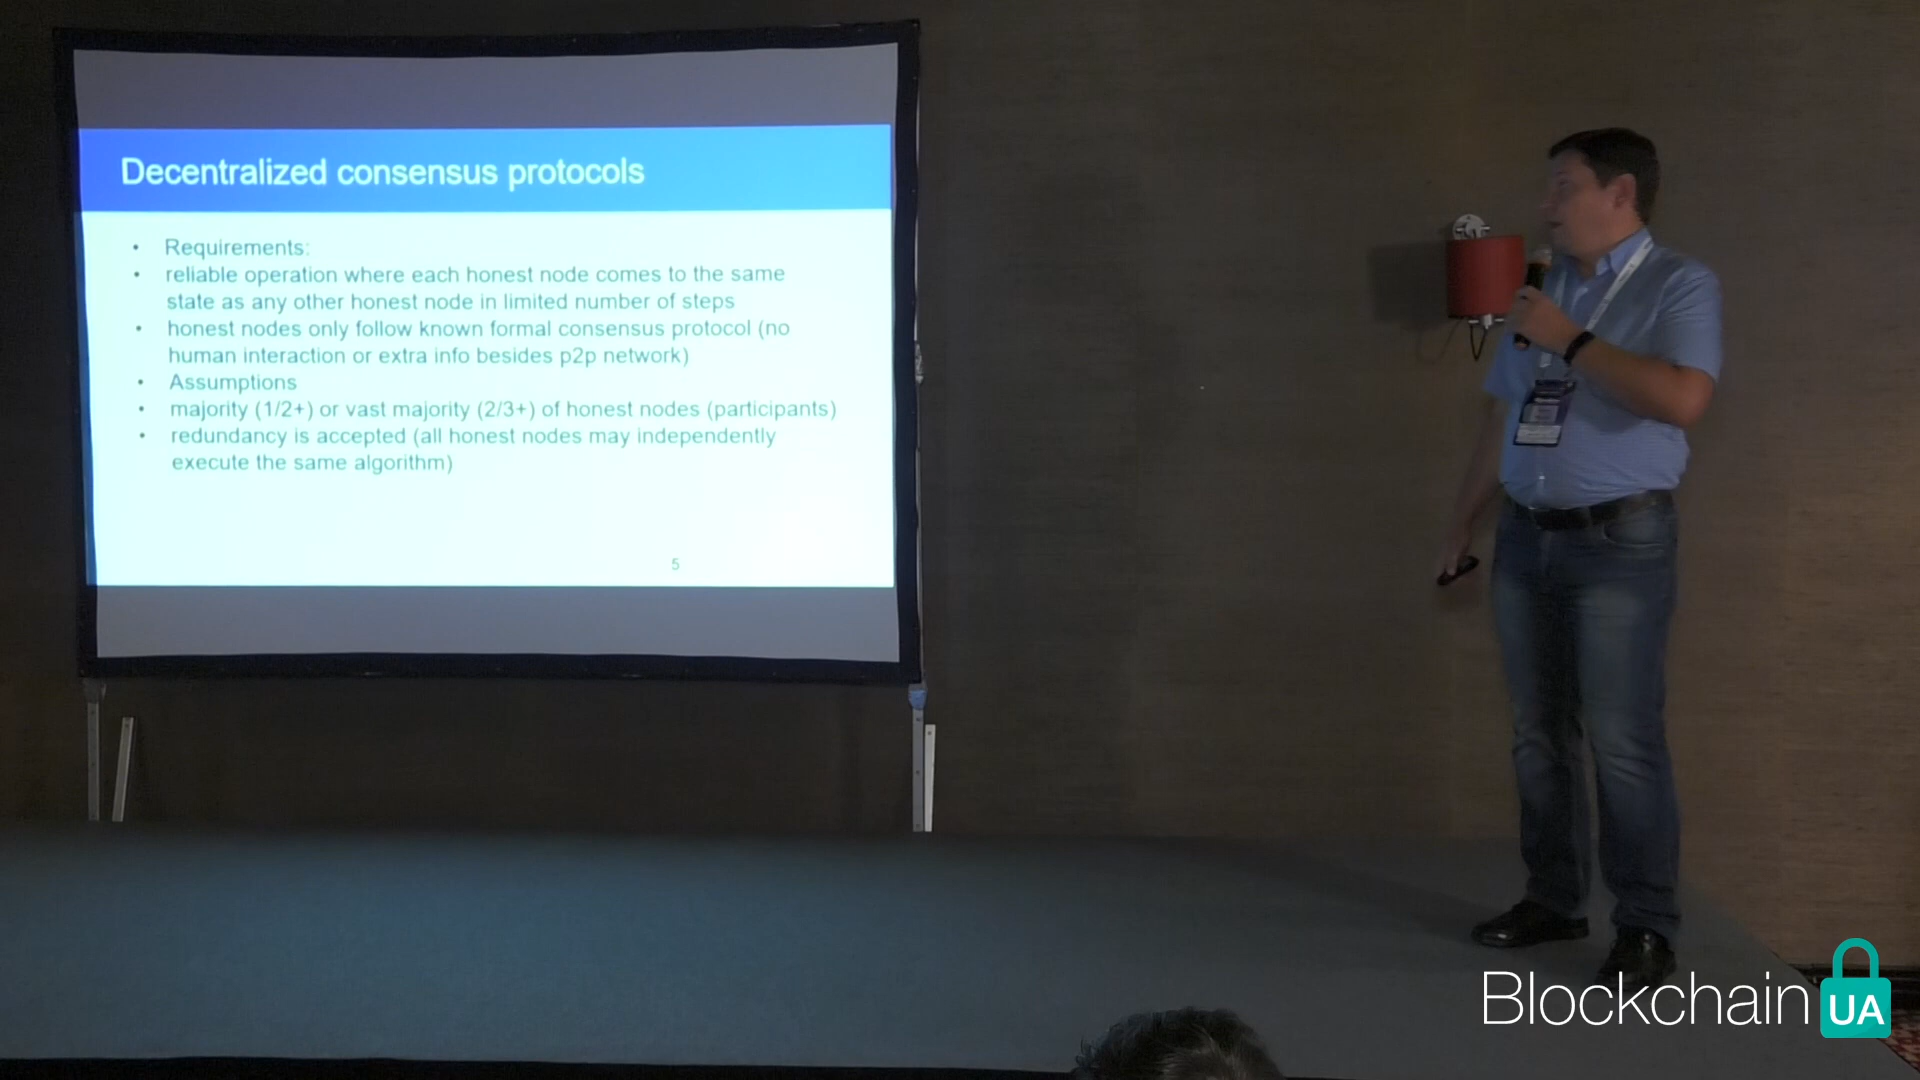 Decentralized consensus protocols
• Requirements:
• reliable operation where each honest node comes to the same
state as any other honest node in limited number of steps
• honest nodes only follow known formal consensus protocol (no
human interaction or extra info besides p2p network)
• Assumptions
• majority (1/2+) or vast majority (2/3+) of honest nodes (participants)
• redundancy is accepted (all honest nodes may independently
execute the same algorithm)
5
Blockchain UA